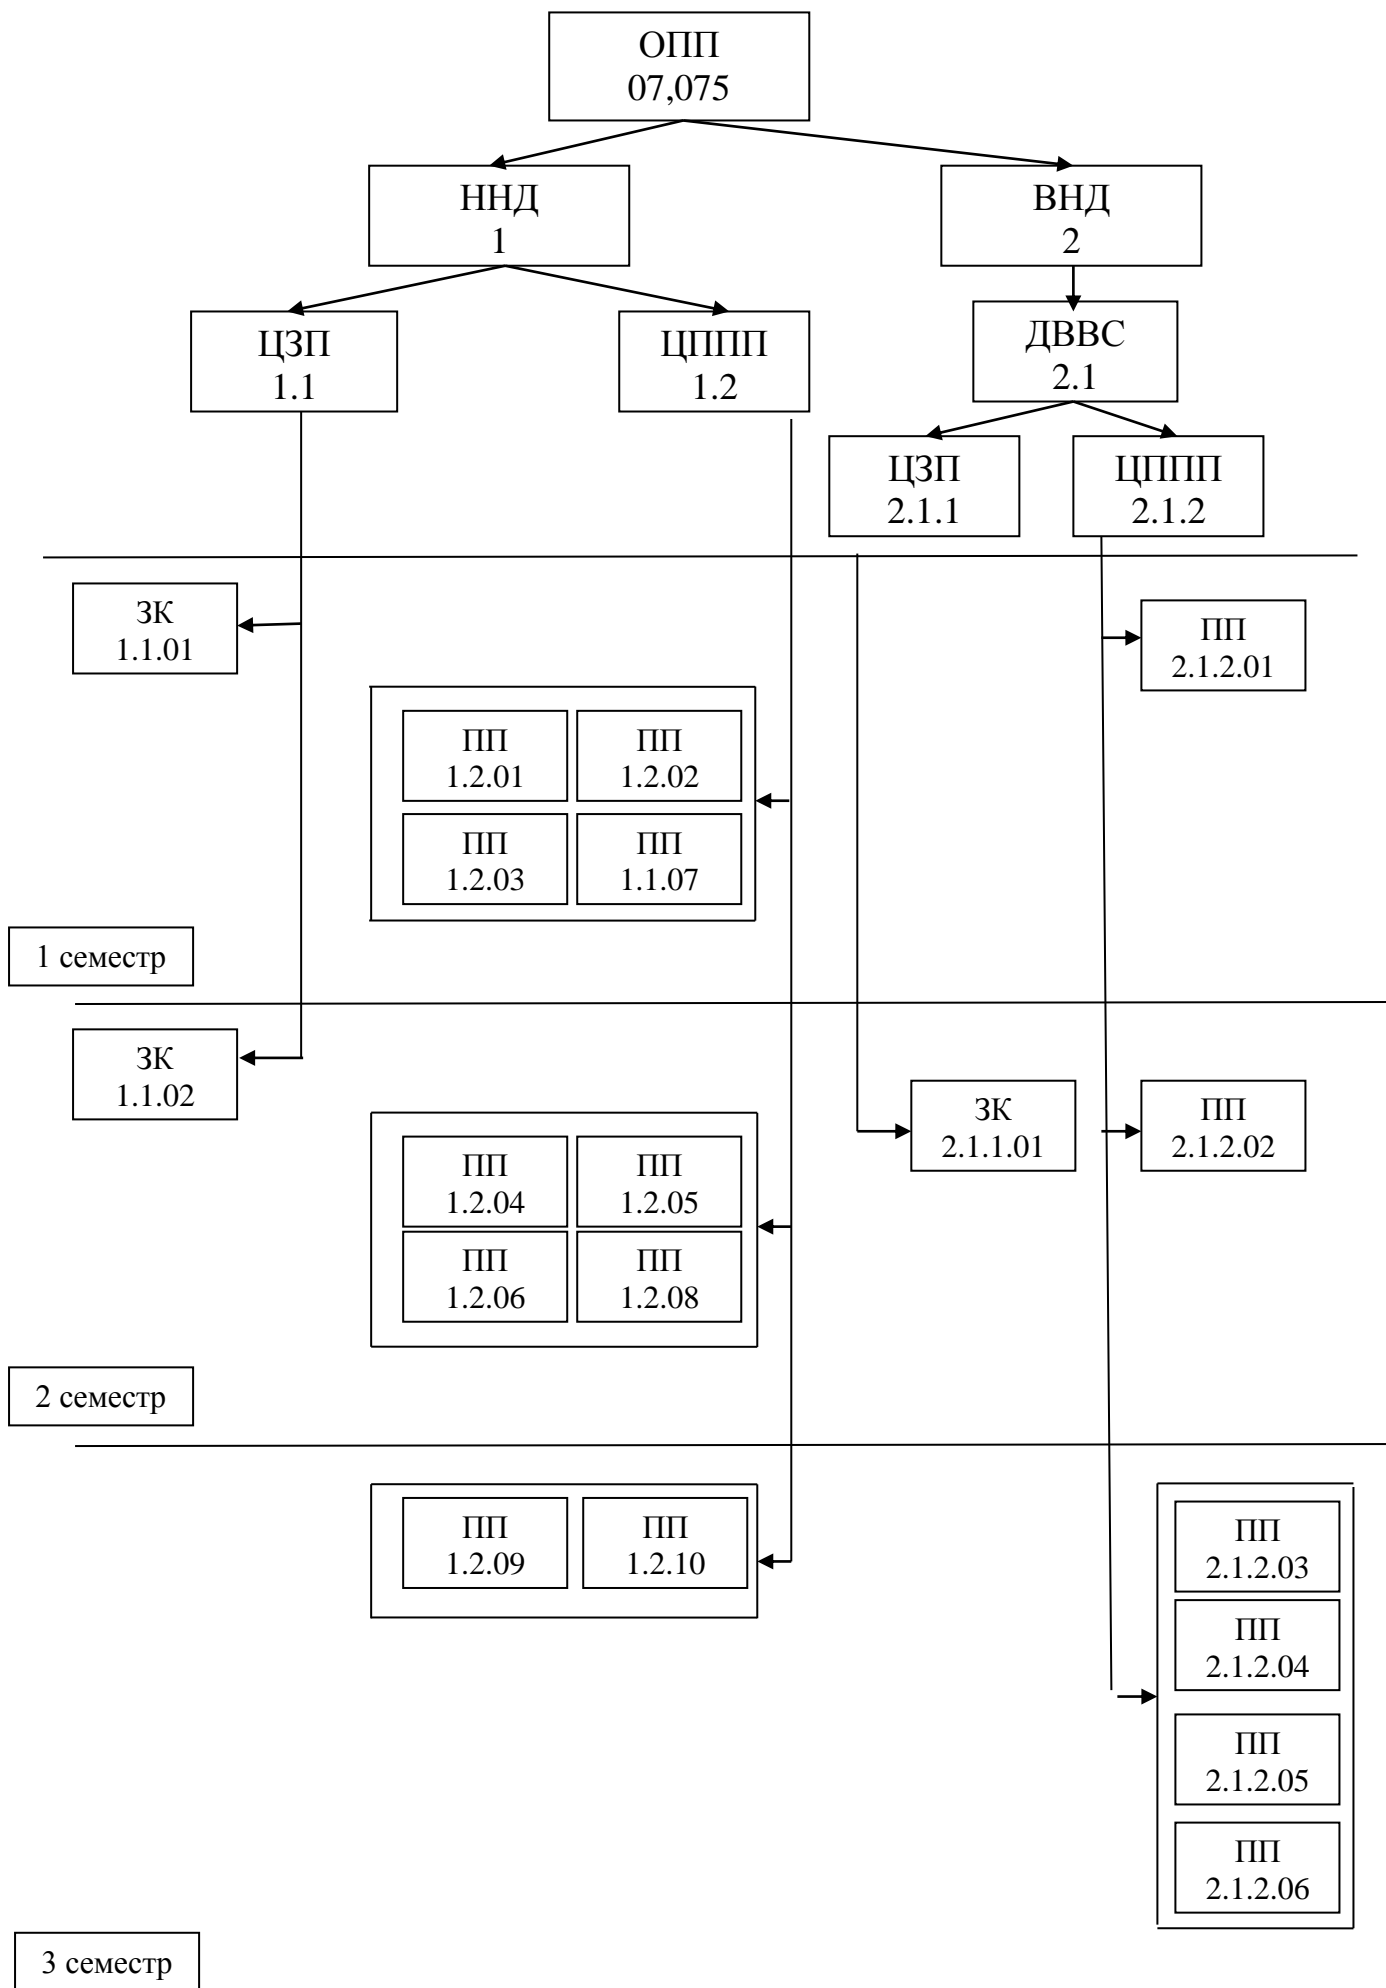 ОПП
07,075
ННД
1
ВНД
2
ЦЗП
1.1
ЦППП
1.2
ДВВС
2.1
ЦЗП
2.1.1
ЦППП
2.1.2
ЗК
1.1.01
ПП
2.1.2.01
ПП
1.2.01
ПП
1.2.02
ПП
1.2.03
ПП
1.1.07
1 семестр
ЗК
1.1.02
ЗК
2.1.1.01
ПП
2.1.2.02
ПП
1.2.04
ПП
1.2.05
ПП
1.2.06
ПП
1.2.08
2 семестр
ПП
1.2.09
ПП
1.2.10
ПП
2.1.2.03
ПП
2.1.2.04
ПП
2.1.2.05
ПП
2.1.2.06
3 семестр